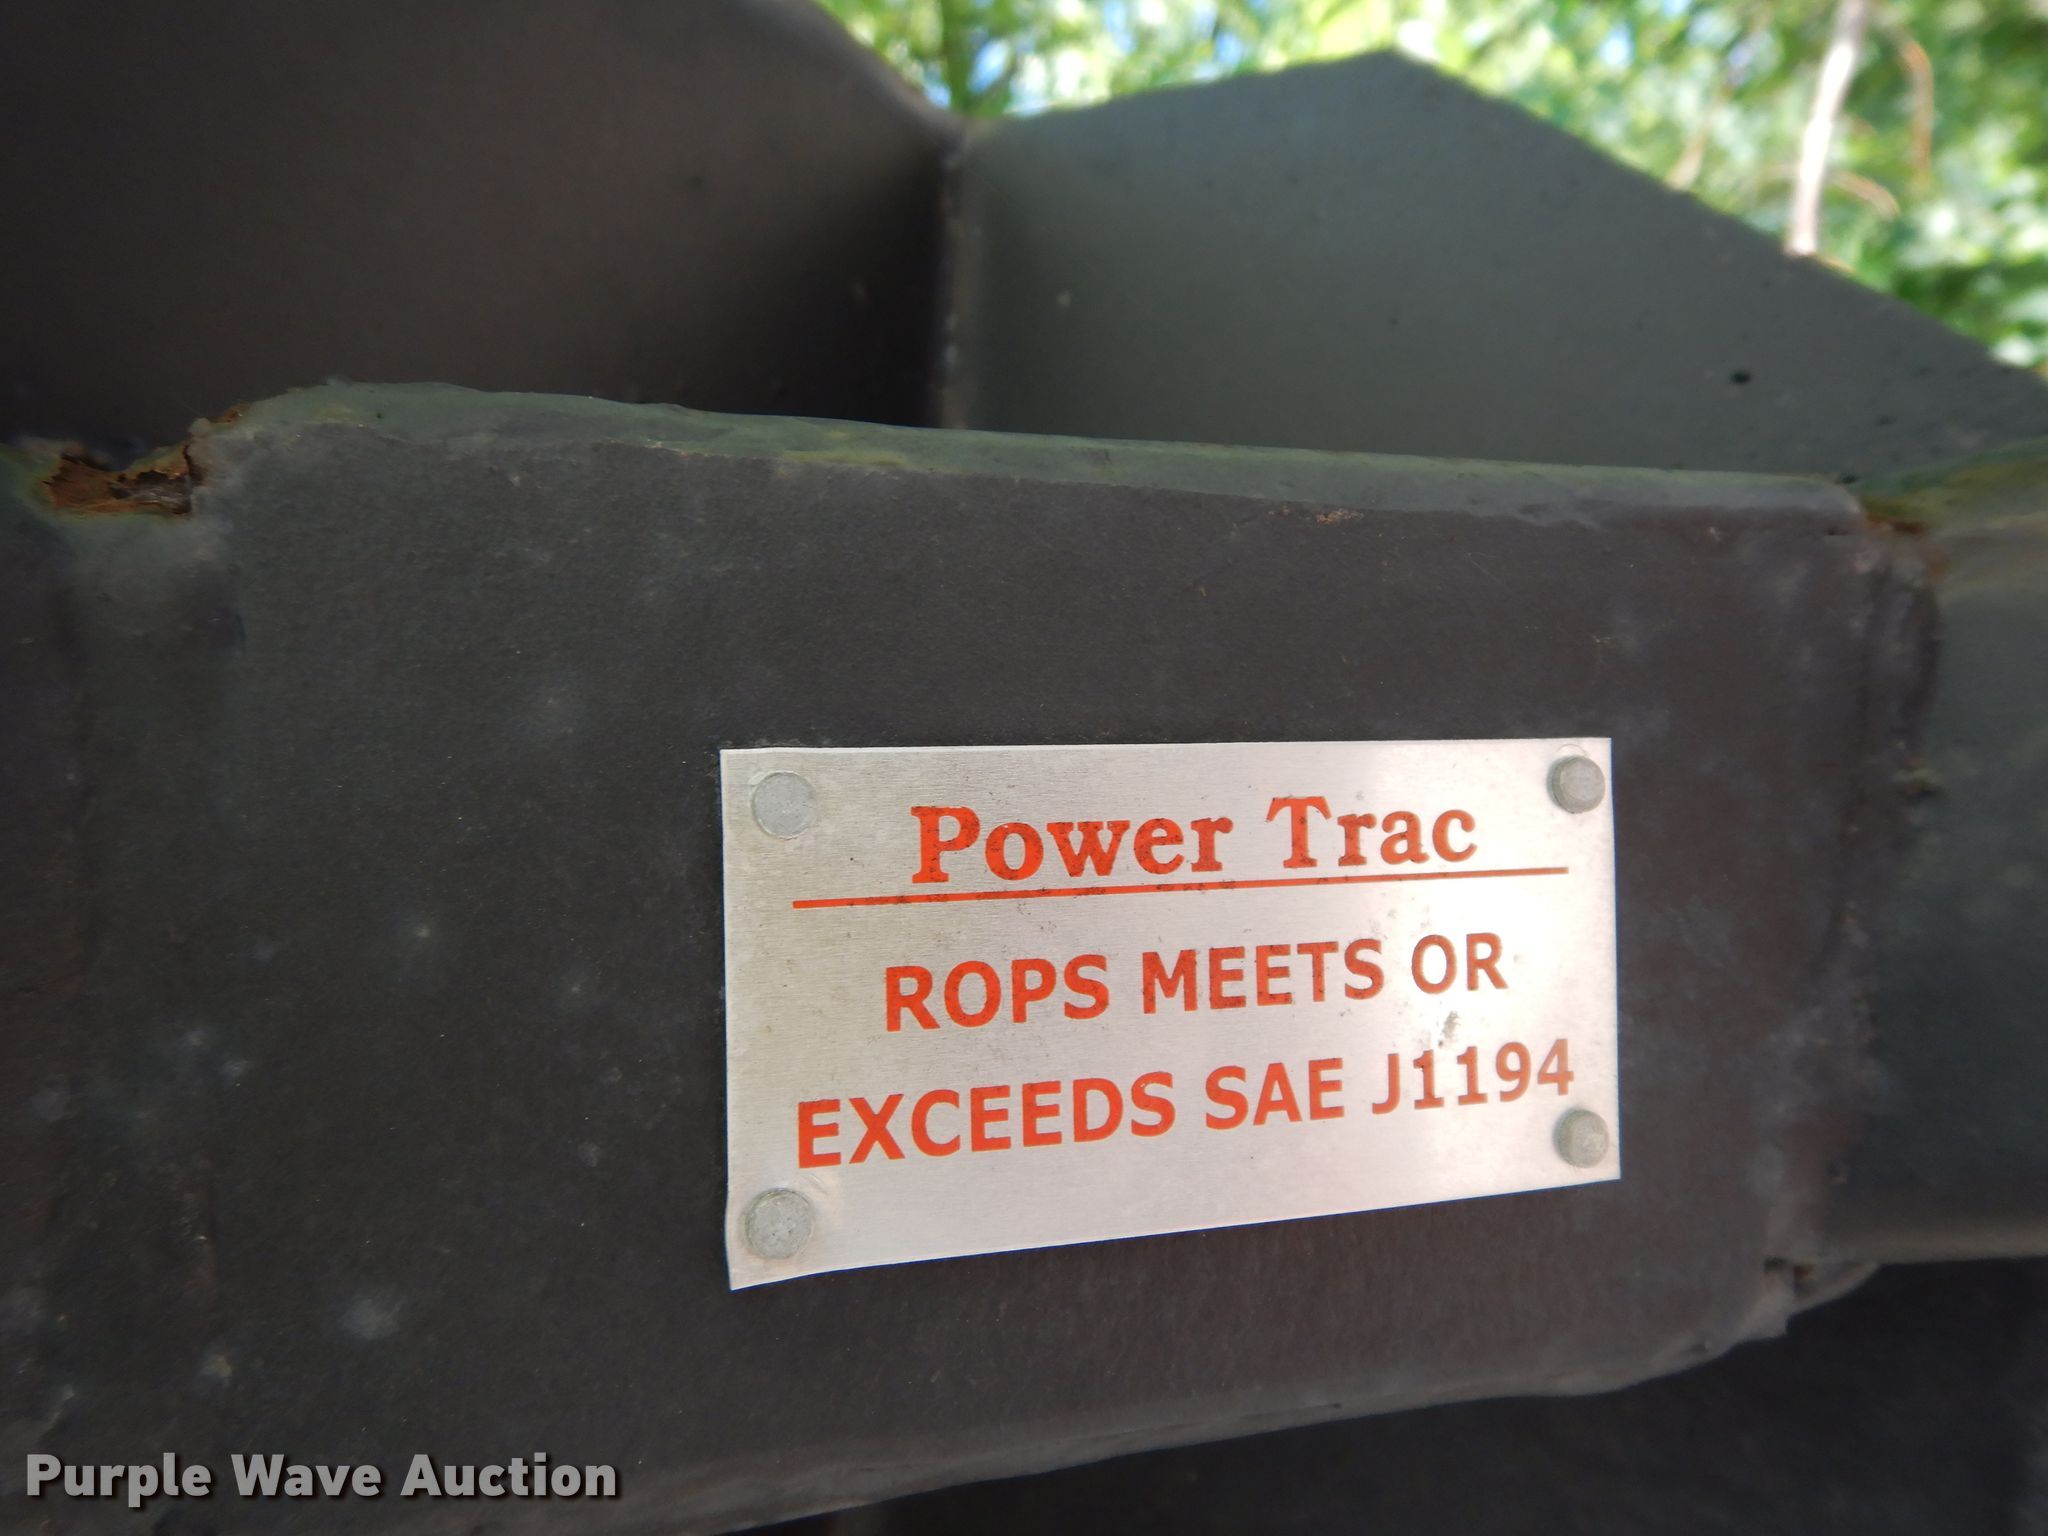 Power Trac
ROPS MEETS OR
EXCEEDS SAE J1194
Purple Wave Auction